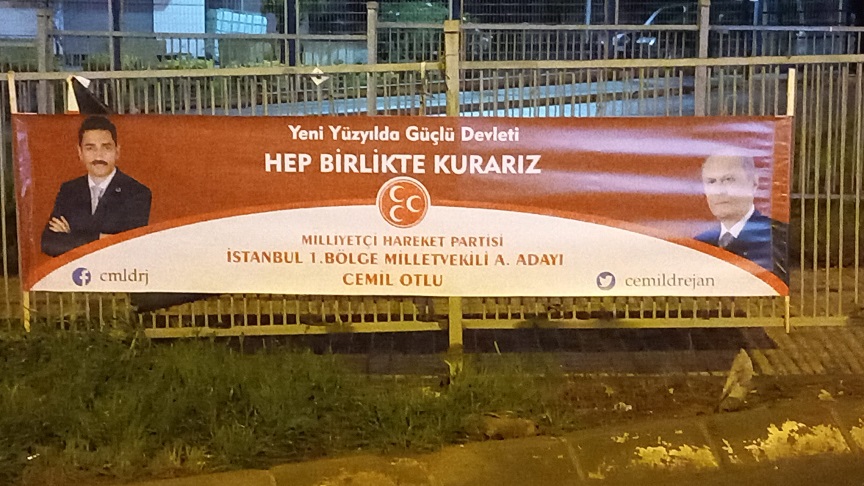 Yeni Yüzyılda Güçlü Devleti
HEP BİRLİKTE KURARIZ
MİLLİYETÇİ HAREKET PARTİSİ
İSTANBUL 1.BÖLGE MİLLETVEKİLİ A. ADAYI
CEMİL OTLU
cmldrj
cemildrejan